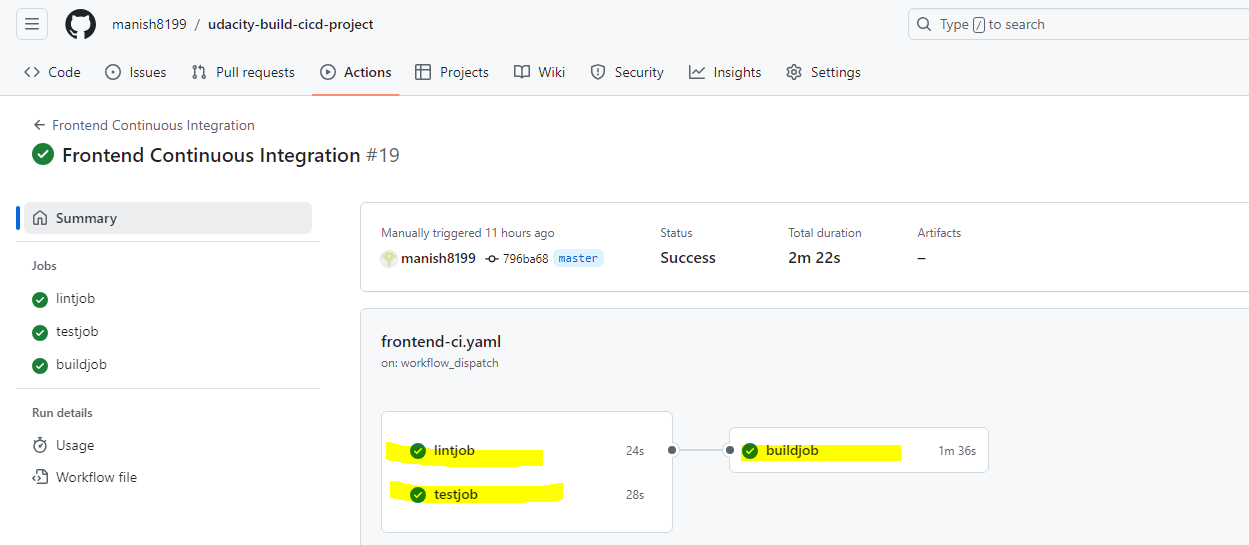 manish8199 / udacity-build-cicd-project
Type / to search
Code Issues Pull requests Actions Projects Wiki Security Insights Settings
Frontend Continuous Integration
Frontend Continuous Integration #19
Summary
Jobs
lintjob
testjob
buildjob
Run details
Usage
Workflow file
Manually triggered 11 hours ago
manish8199 796ba68 master
Status
Success
Total duration
2m 22s
Artifacts
–
frontend-ci.yaml
on: workflow_dispatch
lintjob 24s
testjob 28s
buildjob 1m 36s